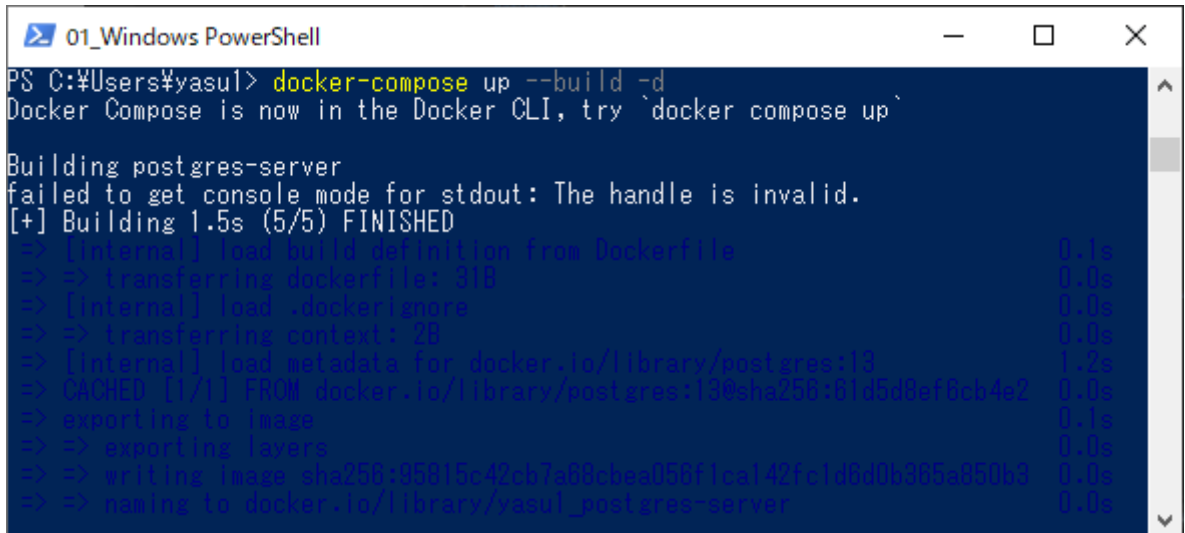 01_Windows PowerShell
PS C:¥Users¥yasul> docker-compose up --build -d
Docker Compose is now in the Docker CLI, try `docker compose up`
Building postgres-server
failed to get console mode for stdout: The handle is invalid.
[+] Building 1.5s (5/5) FINISHED
=> [internal] load build definition from Dockerfile 0.1s
=> => transferring dockerfile: 31B 0.0s
=> [internal] load .dockerignore 0.0s
=> => transferring context: 2B 0.0s
=> [internal] load metadata for docker.io/library/postgres:13 1.2s
=> CACHED [1/1] FROM docker.io/library/postgres:13@sha256:61d5d8ef6cb4e2 0.0s
=> exporting to image 0.1s
=> => exporting layers 0.0s
=> => writing image sha256:95815c42cb7a68cbea056f1ca142fc1d6d0b365a850b3 0.0s
=> => naming to docker.io/library/yasul_postgres-server 0.0s